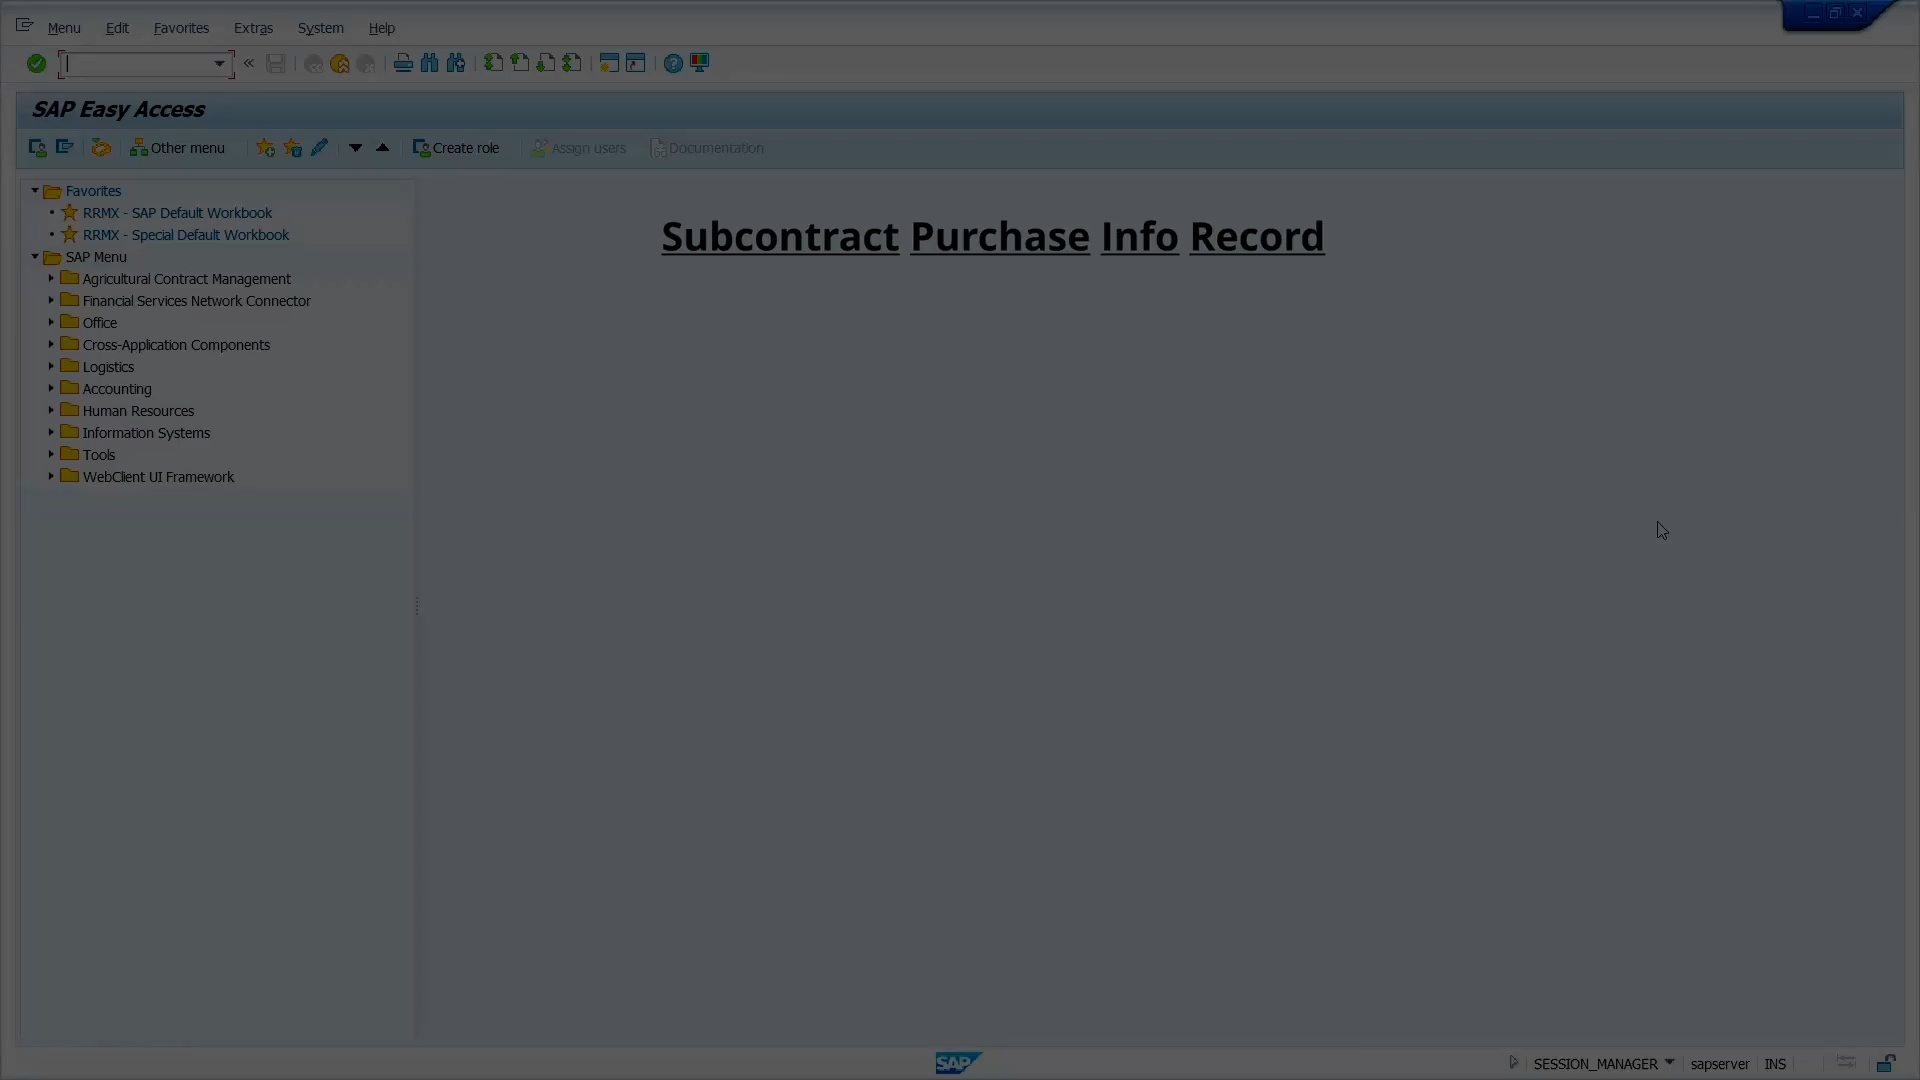 Menu Edit Favorites Extras System Help
SAP Easy Access
Other menu Create role Assign users Documentation
Favorites
RRMX - SAP Default Workbook
RRMX - Special Default Workbook
SAP Menu
Agricultural Contract Management
Financial Services Network Connector
Office
Cross-Application Components
Logistics
Accounting
Human Resources
Information Systems
Tools
WebClient UI Framework
Subcontract Purchase Info Record
SAP SESSION_MANAGER sapserver INS